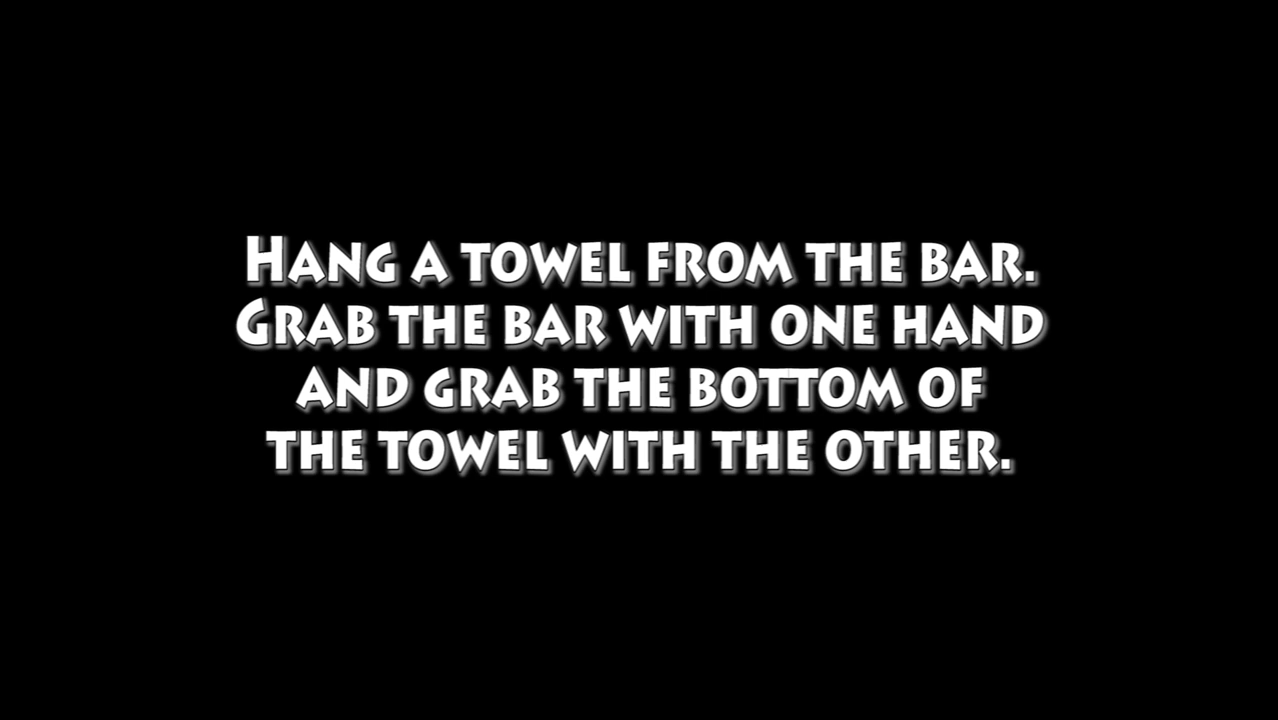 Hang a towel from the bar.
Grab the bar with one hand
and grab the bottom of
the towel with the other.